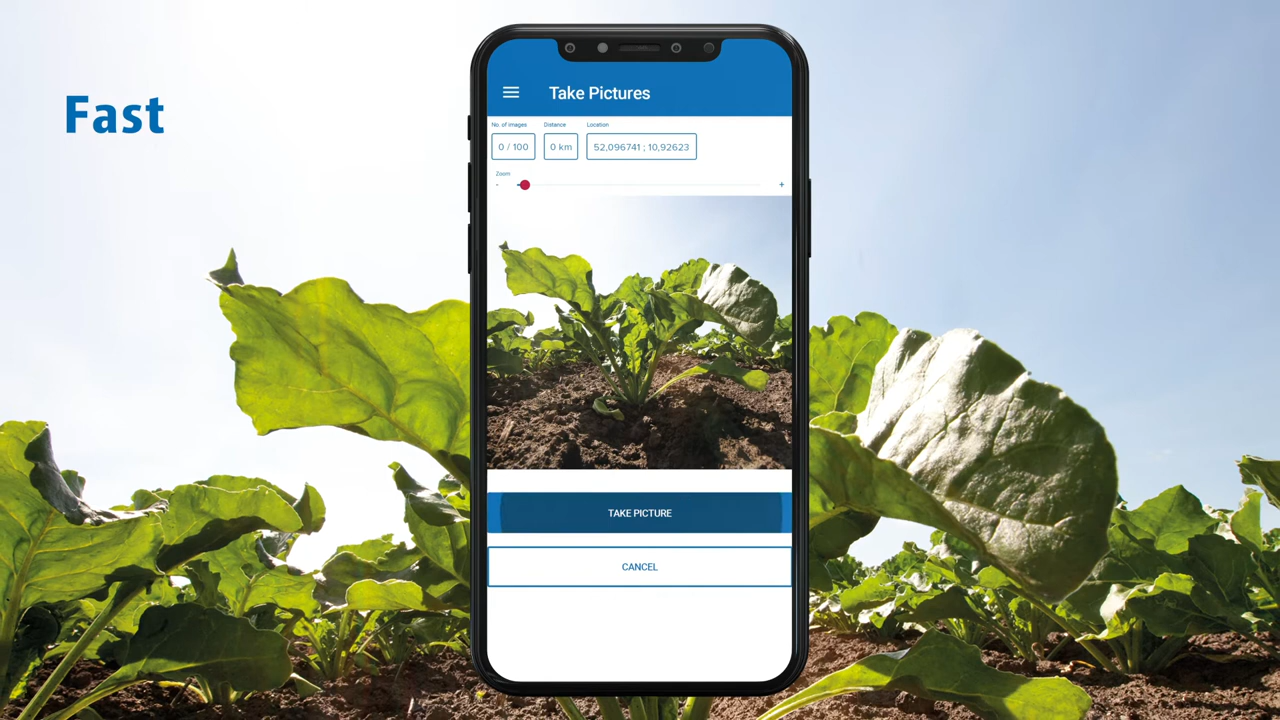 Fast
Take Pictures
No. of images Distance Location
0 / 100 0 km 52,096741 ; 10,92623
Zoom
- +
TAKE PICTURE
CANCEL